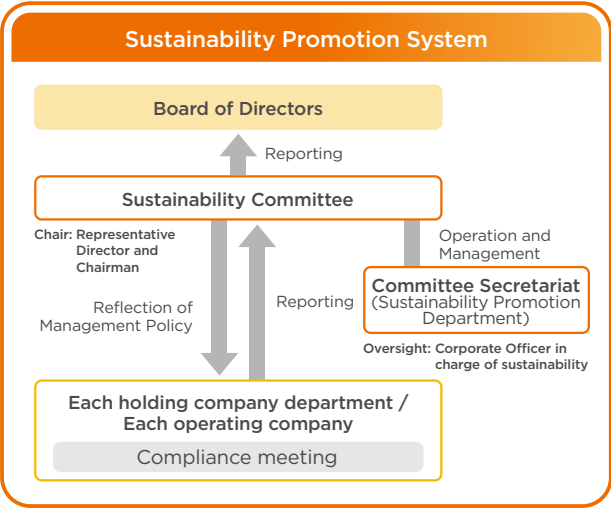 Sustainability Promotion System
Board of Directors
Reporting
Sustainability Committee
Chair: Representative
Director and
Chairman
Operation and
Management
Committee Secretariat
(Sustainability Promotion
Department)
Oversight: Corporate Officer in
charge of sustainability
Reflection of
Management Policy
Reporting
Each holding company department /
Each operating company
Compliance meeting